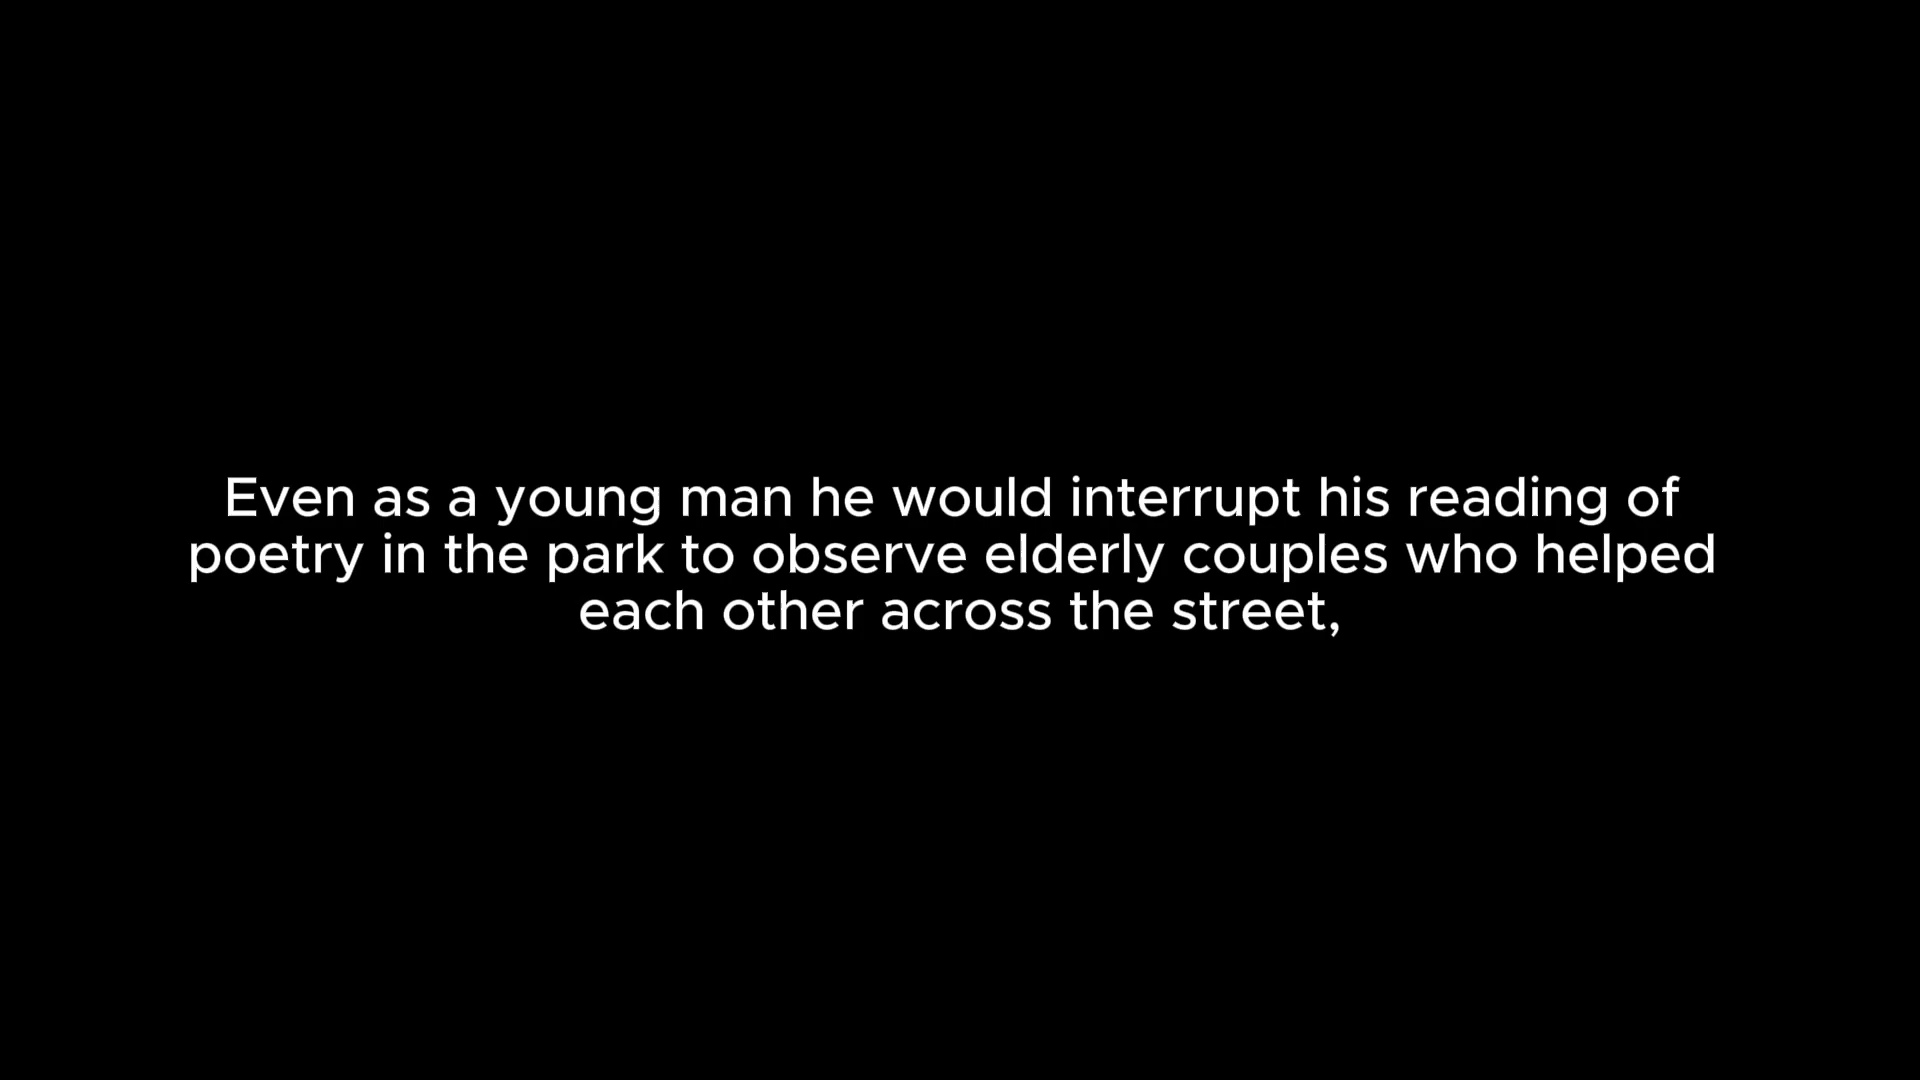 Even as a young man he would interrupt his reading of
poetry in the park to observe elderly couples who helped
each other across the street,